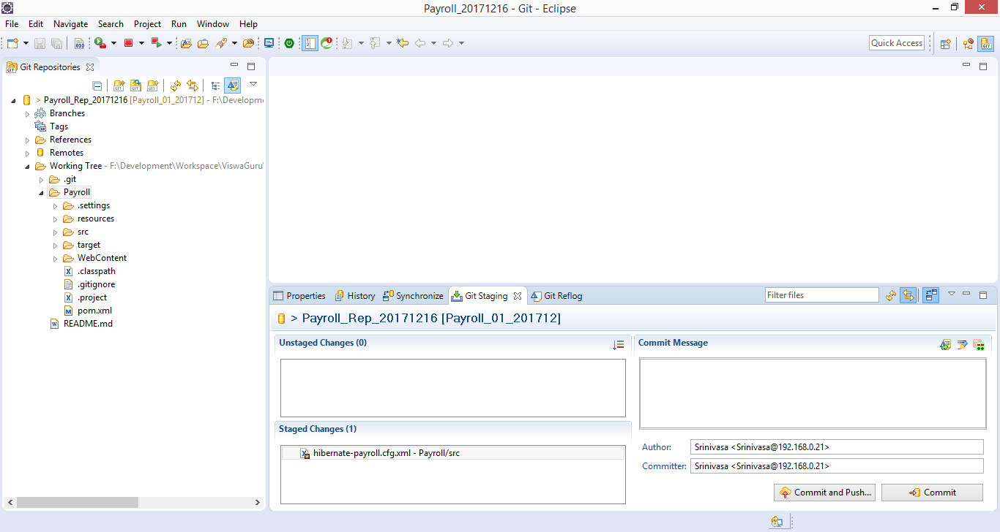 Payroll_20171216 - Git - Eclipse
File Edit Navigate Search Project Run Window Help
Quick Access
Git Repositories
> Payroll_Rep_20171216 [Payroll_01_201712] - F:\Developme
Branches
Tags
References
Remotes
Working Tree - F:\Development\Workspace\ViswaGuru
.git
Payroll
.settings
resources
src
target
WebContent
.classpath
.gitignore
.project
pom.xml
README.md
Properties History Synchronize Git Staging Git Reflog
Filter files
> Payroll_Rep_20171216 [Payroll_01_201712]
Unstaged Changes (0)
Staged Changes (1)
hibernate-payroll.cfg.xml - Payroll/src
Commit Message
Author: Srinivasa <Srinivasa@192.168.0.21>
Committer: Srinivasa <Srinivasa@192.168.0.21>
Commit and Push... Commit